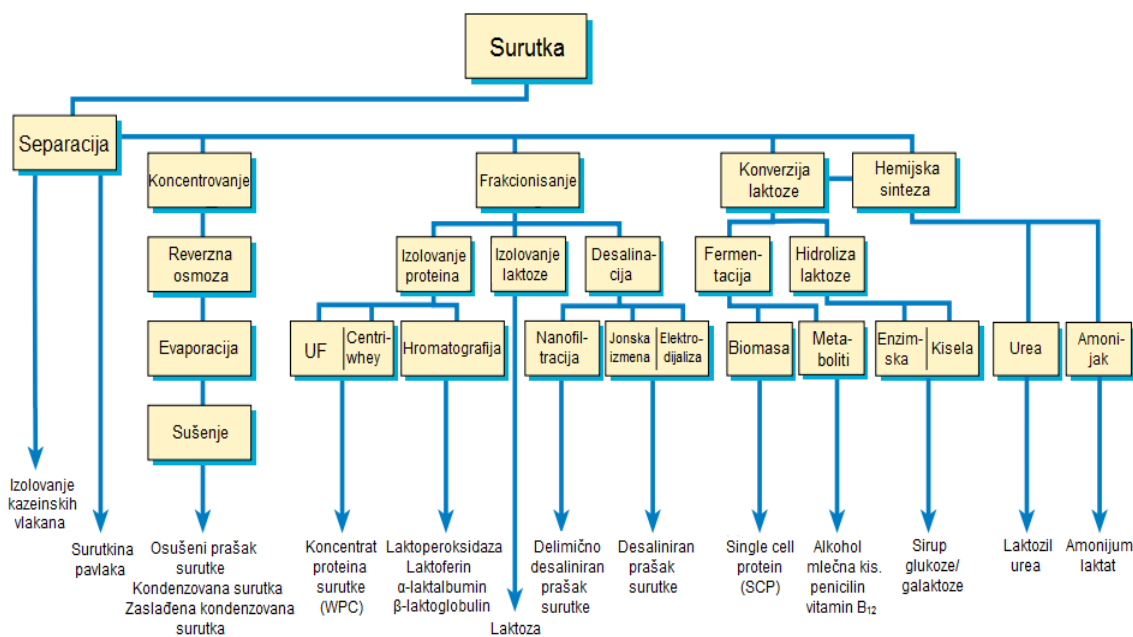 Surutka
Separacija
Koncentrovanje
Frakcionisanje
Konverzija
laktoze
Hemijska
sinteza
Reverzna
osmoza
Izolovanje
proteina
Izolovanje
laktoze
Desalina-
cija
Fermen-
tacija
Hidroliza
laktoze
Evaporacija
UF
Centri-
whey
Hromatografija
Nanofil-
tracija
Jonska
izmena
Elektro-
dijaliza
Biomasa
Meta-
boliti
Enzim-
ska
Kisela
Urea
Amoni-
jak
Sušenje
Izolovanje
kazeinskih
vlakana
Surutkina
pavlaka
Osušeni prašak
surutke
Kondenzovana surutka
Zaslađena kondenzovana
surutka
Koncentrat
proteina
surutke
(WPC)
Laktoperoksidaza
Laktoferin
α-laktalbumin
β-laktoglobulin
Laktoza
Delimično
desaliniran
prašak
surutke
Desaliniran
prašak
surutke
Single cell
protein
(SCP)
Alkohol
mlečna kis.
penicilin
vitamin B₁₂
Sirup
glukoze/
galaktoze
Laktozil
urea
Amonijum
laktat